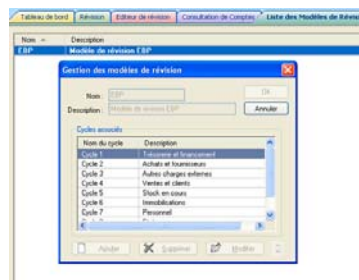 Tableau de bord Révision Editeur de révision Consultation de Comptes Liste des Modèles de Révis
Nom Description
EBP Modèle de révision EBP
Gestion des modèles de révision
Nom : EBP Ok
Description : Modèle de révision EBP Annuler
Cycles associés
Nom du cycle Description
Cycle 1 Trésorerie et financement
Cycle 2 Achats et fournisseurs
Cycle 3 Autres charges externes
Cycle 4 Ventes et clients
Cycle 5 Stock en cours
Cycle 6 Immobilisations
Cycle 7 Personnel
Ajouter Supprimer Modifier